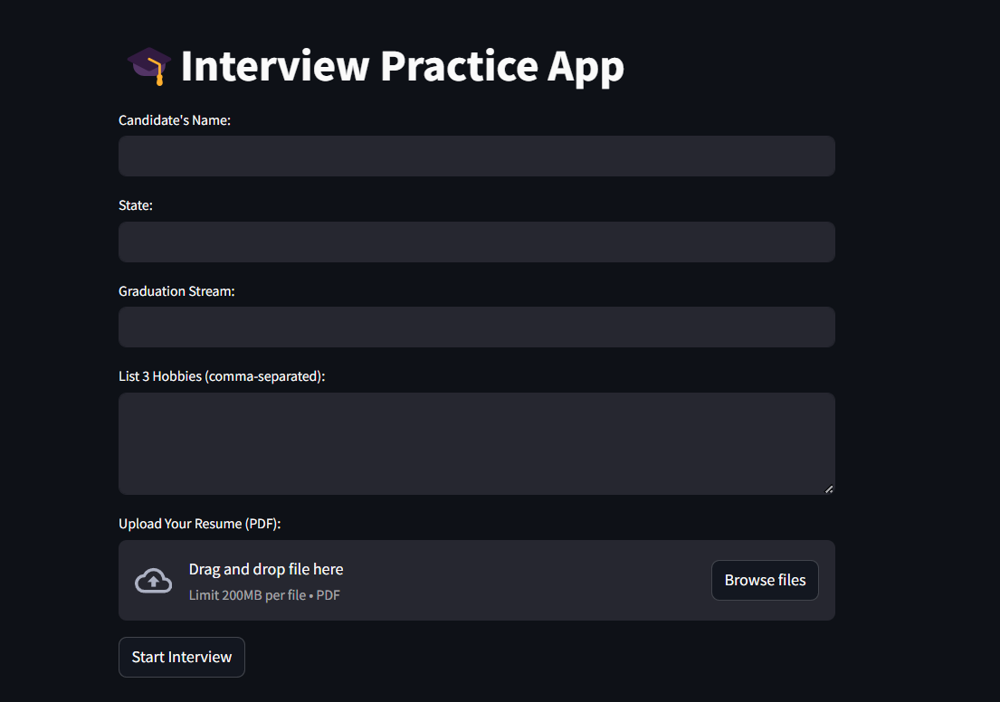 Interview Practice App
Candidate's Name:
State:
Graduation Stream:
List 3 Hobbies (comma-separated):
Upload Your Resume (PDF):
Drag and drop file here
Limit 200MB per file • PDF
Browse files
Start Interview